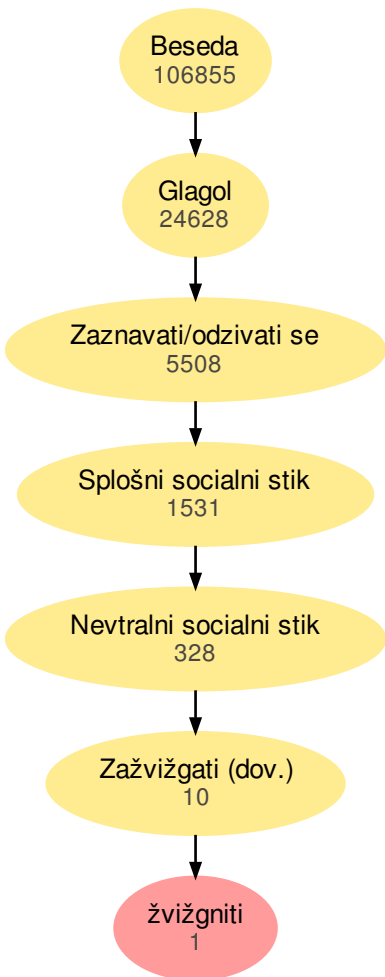 Beseda
106855
Glagol
24628
Zaznavati/odzivati se
5508
Splošni socialni stik
1531
Nevtralni socialni stik
328
Zažvižgati (dov.)
10
žvižgniti
1